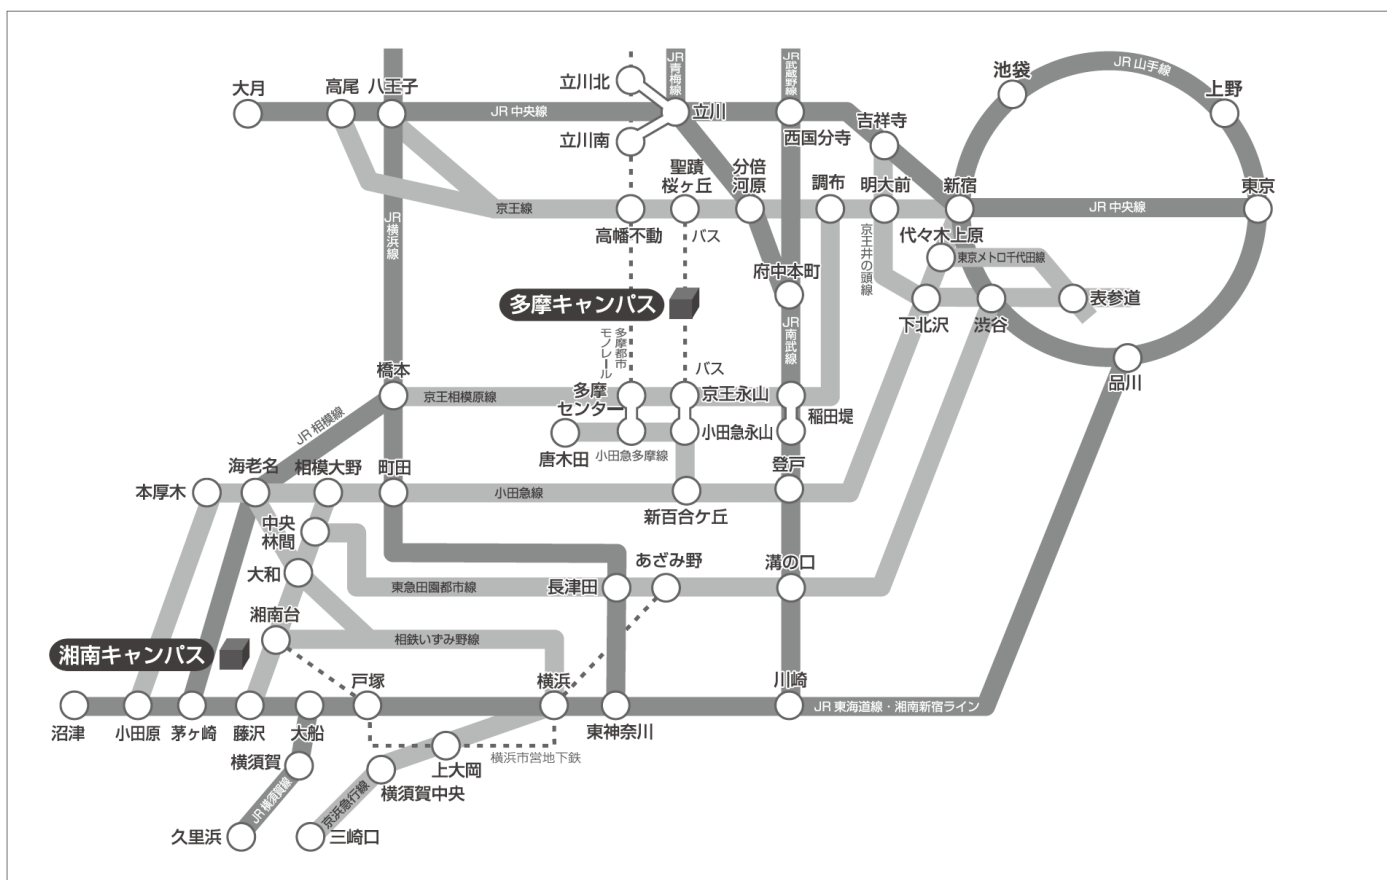 JR 山手線
池袋
上野
立川北
JR青梅線
JR武蔵野線
大月
高尾
八王子
JR 中央線
立川
吉祥寺
立川南
西国分寺
聖蹟
桜ヶ丘
分倍
河原
調布
明大前
新宿
東京
京王線
JR 中央線
JR横浜線
高幡不動
バス
京王井の頭線
代々木上原
東京メトロ千代田線
府中本町
多摩キャンパス
下北沢
渋谷
表参道
多摩都市
モノレール
JR南武線
バス
品川
橋本
京王相模原線
多摩
センター
京王永山
稲田堤
JR 相模線
唐木田
小田急多摩線
小田急永山
海老名
相模大野
町田
登戸
本厚木
小田急線
新百合ケ丘
中央
林間
あざみ野
溝の口
大和
東急田園都市線
長津田
湘南台
相鉄いずみ野線
湘南キャンパス
戸塚
横浜
川崎
JR 東海道線・湘南新宿ライン
沼津
小田原
茅ヶ崎
藤沢
大船
東神奈川
横須賀
上大岡
横浜市営地下鉄
横須賀中央
JR 横須賀線
京浜急行線
久里浜
三崎口